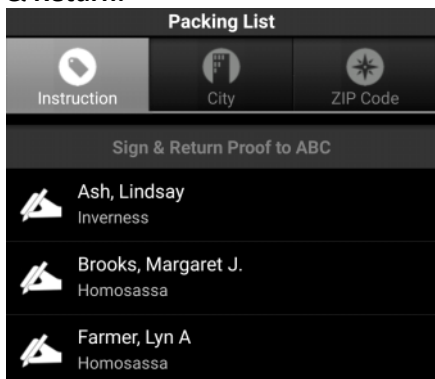 Packing List
Instruction
City
ZIP Code
Sign & Return Proof to ABC
Ash, Lindsay
Inverness
Brooks, Margaret J.
Homosassa
Farmer, Lyn A
Homosassa